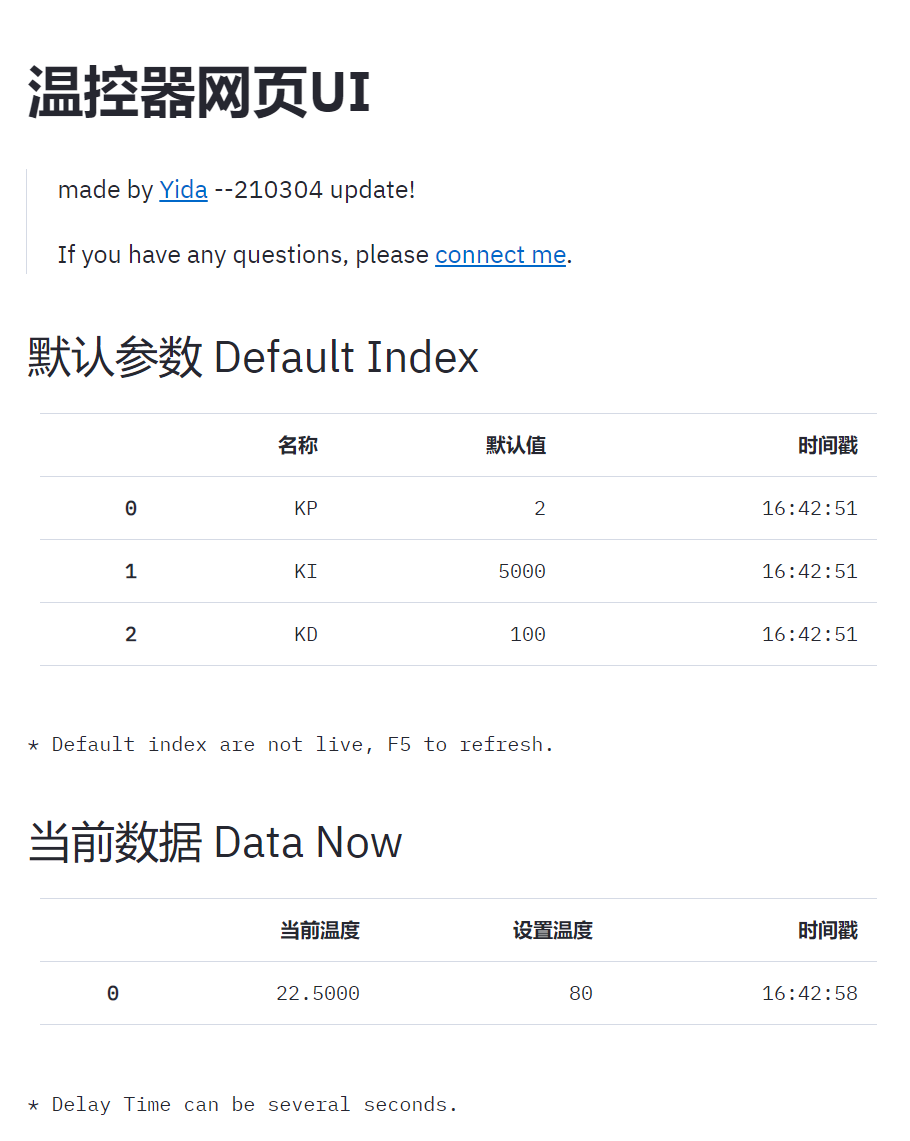 温控器网页UI
made by Yida --210304 update!
If you have any questions, please connect me.
默认参数 Default Index
名称 默认值 时间戳
0 KP 2 16:42:51
1 KI 5000 16:42:51
2 KD 100 16:42:51
* Default index are not live, F5 to refresh.
当前数据 Data Now
当前温度 设置温度 时间戳
0 22.5000 80 16:42:58
* Delay Time can be several seconds.